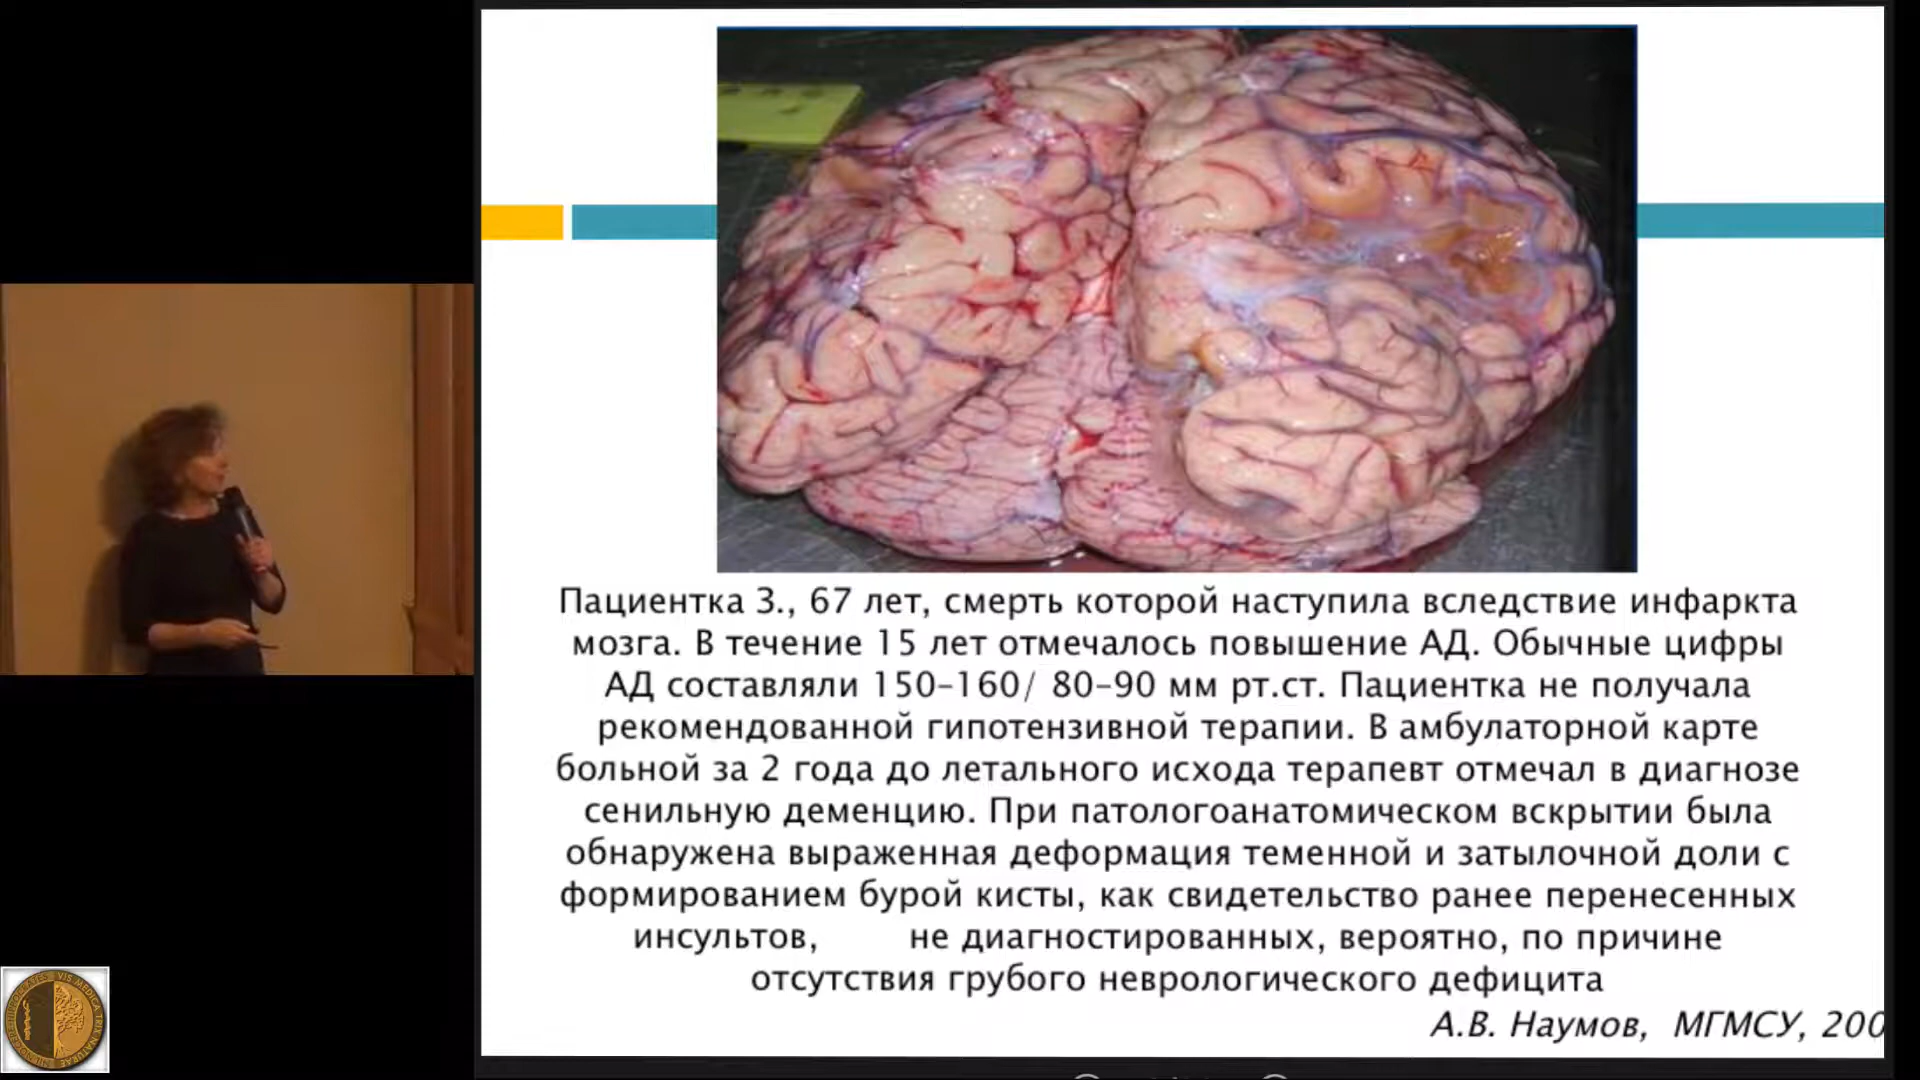 Пациентка З., 67 лет, смерть которой наступила вследствие инфаркта
мозга. В течение 15 лет отмечалось повышение АД. Обычные цифры
АД составляли 150–160/ 80–90 мм рт.ст. Пациентка не получала
рекомендованной гипотензивной терапии. В амбулаторной карте
больной за 2 года до летального исхода терапевт отмечал в диагнозе
сенильную деменцию. При патологоанатомическом вскрытии была
обнаружена выраженная деформация теменной и затылочной доли с
формированием бурой кисты, как свидетельство ранее перенесенных
инсультов, не диагностированных, вероятно, по причине
отсутствия грубого неврологического дефицита
А.В. Наумов, МГМСУ, 200
VIS MEDICATRIX NATURAE